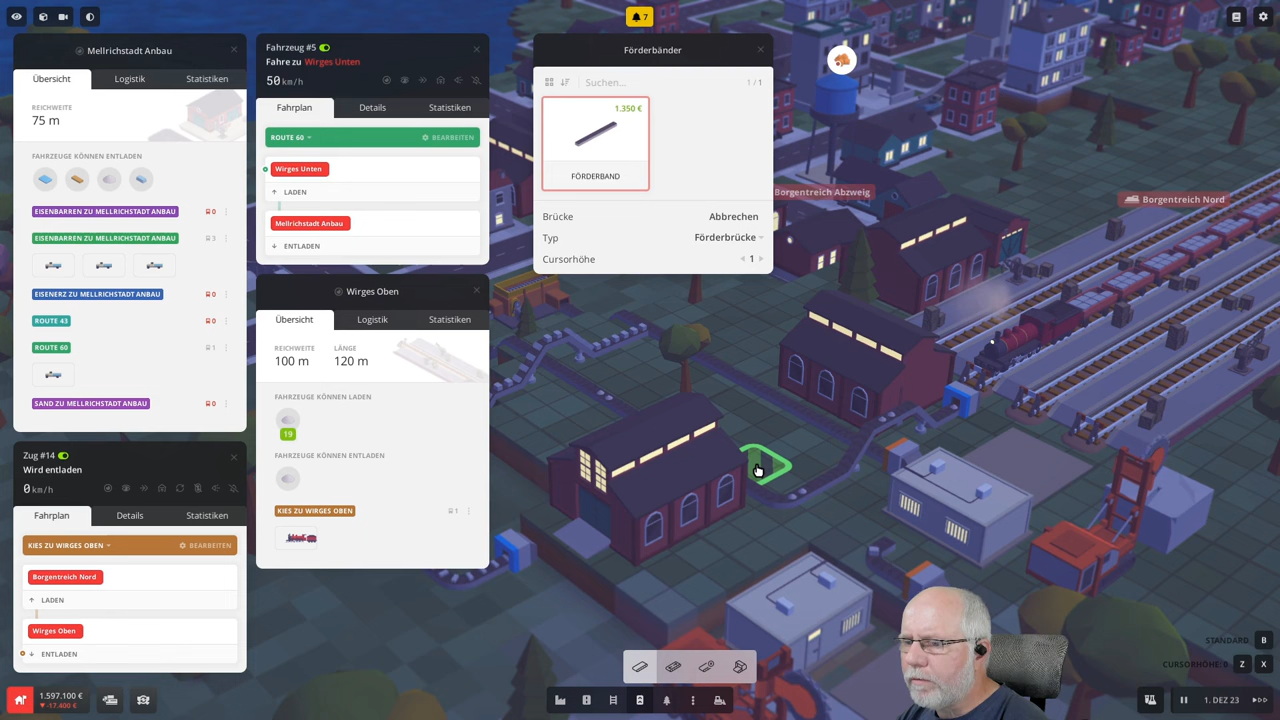 7
Mellrichstadt Anbau
Übersicht
Logistik
Statistiken
REICHWEITE
75 m
FAHRZEUGE KÖNNEN ENTLADEN
EISENBARREN ZU MELLRICHSTADT ANBAU
0
EISENBARREN ZU MELLRICHSTADT ANBAU
3
EISENERZ ZU MELLRICHSTADT ANBAU
0
ROUTE 43
0
ROUTE 60
1
SAND ZU MELLRICHSTADT ANBAU
0
Zug #14
Wird entladen
0 km/h
Fahrplan
Details
Statistiken
KIES ZU WIRGES OBEN
BEARBEITEN
Borgentreich Nord
LADEN
Wirges Oben
ENTLADEN
Fahrzeug #5
Fahre zu Wirges Unten
50 km/h
Fahrplan
Details
Statistiken
ROUTE 60
BEARBEITEN
Wirges Unten
LADEN
Mellrichstadt Anbau
ENTLADEN
Wirges Oben
Übersicht
Logistik
Statistiken
REICHWEITE
LÄNGE
100 m
120 m
FAHRZEUGE KÖNNEN LADEN
19
FAHRZEUGE KÖNNEN ENTLADEN
KIES ZU WIRGES OBEN
1
Förderbänder
Suchen...
1 / 1
1.350 €
FÖRDERBAND
Brücke
Abbrechen
Typ
Förderbrücke
Cursorhöhe
1
Borgentreich Abzweig
Borgentreich Nord
STANDARD
B
CURSORHÖHE: 0
Z
X
1.597.100 €
-17.400 €
1. DEZ 23